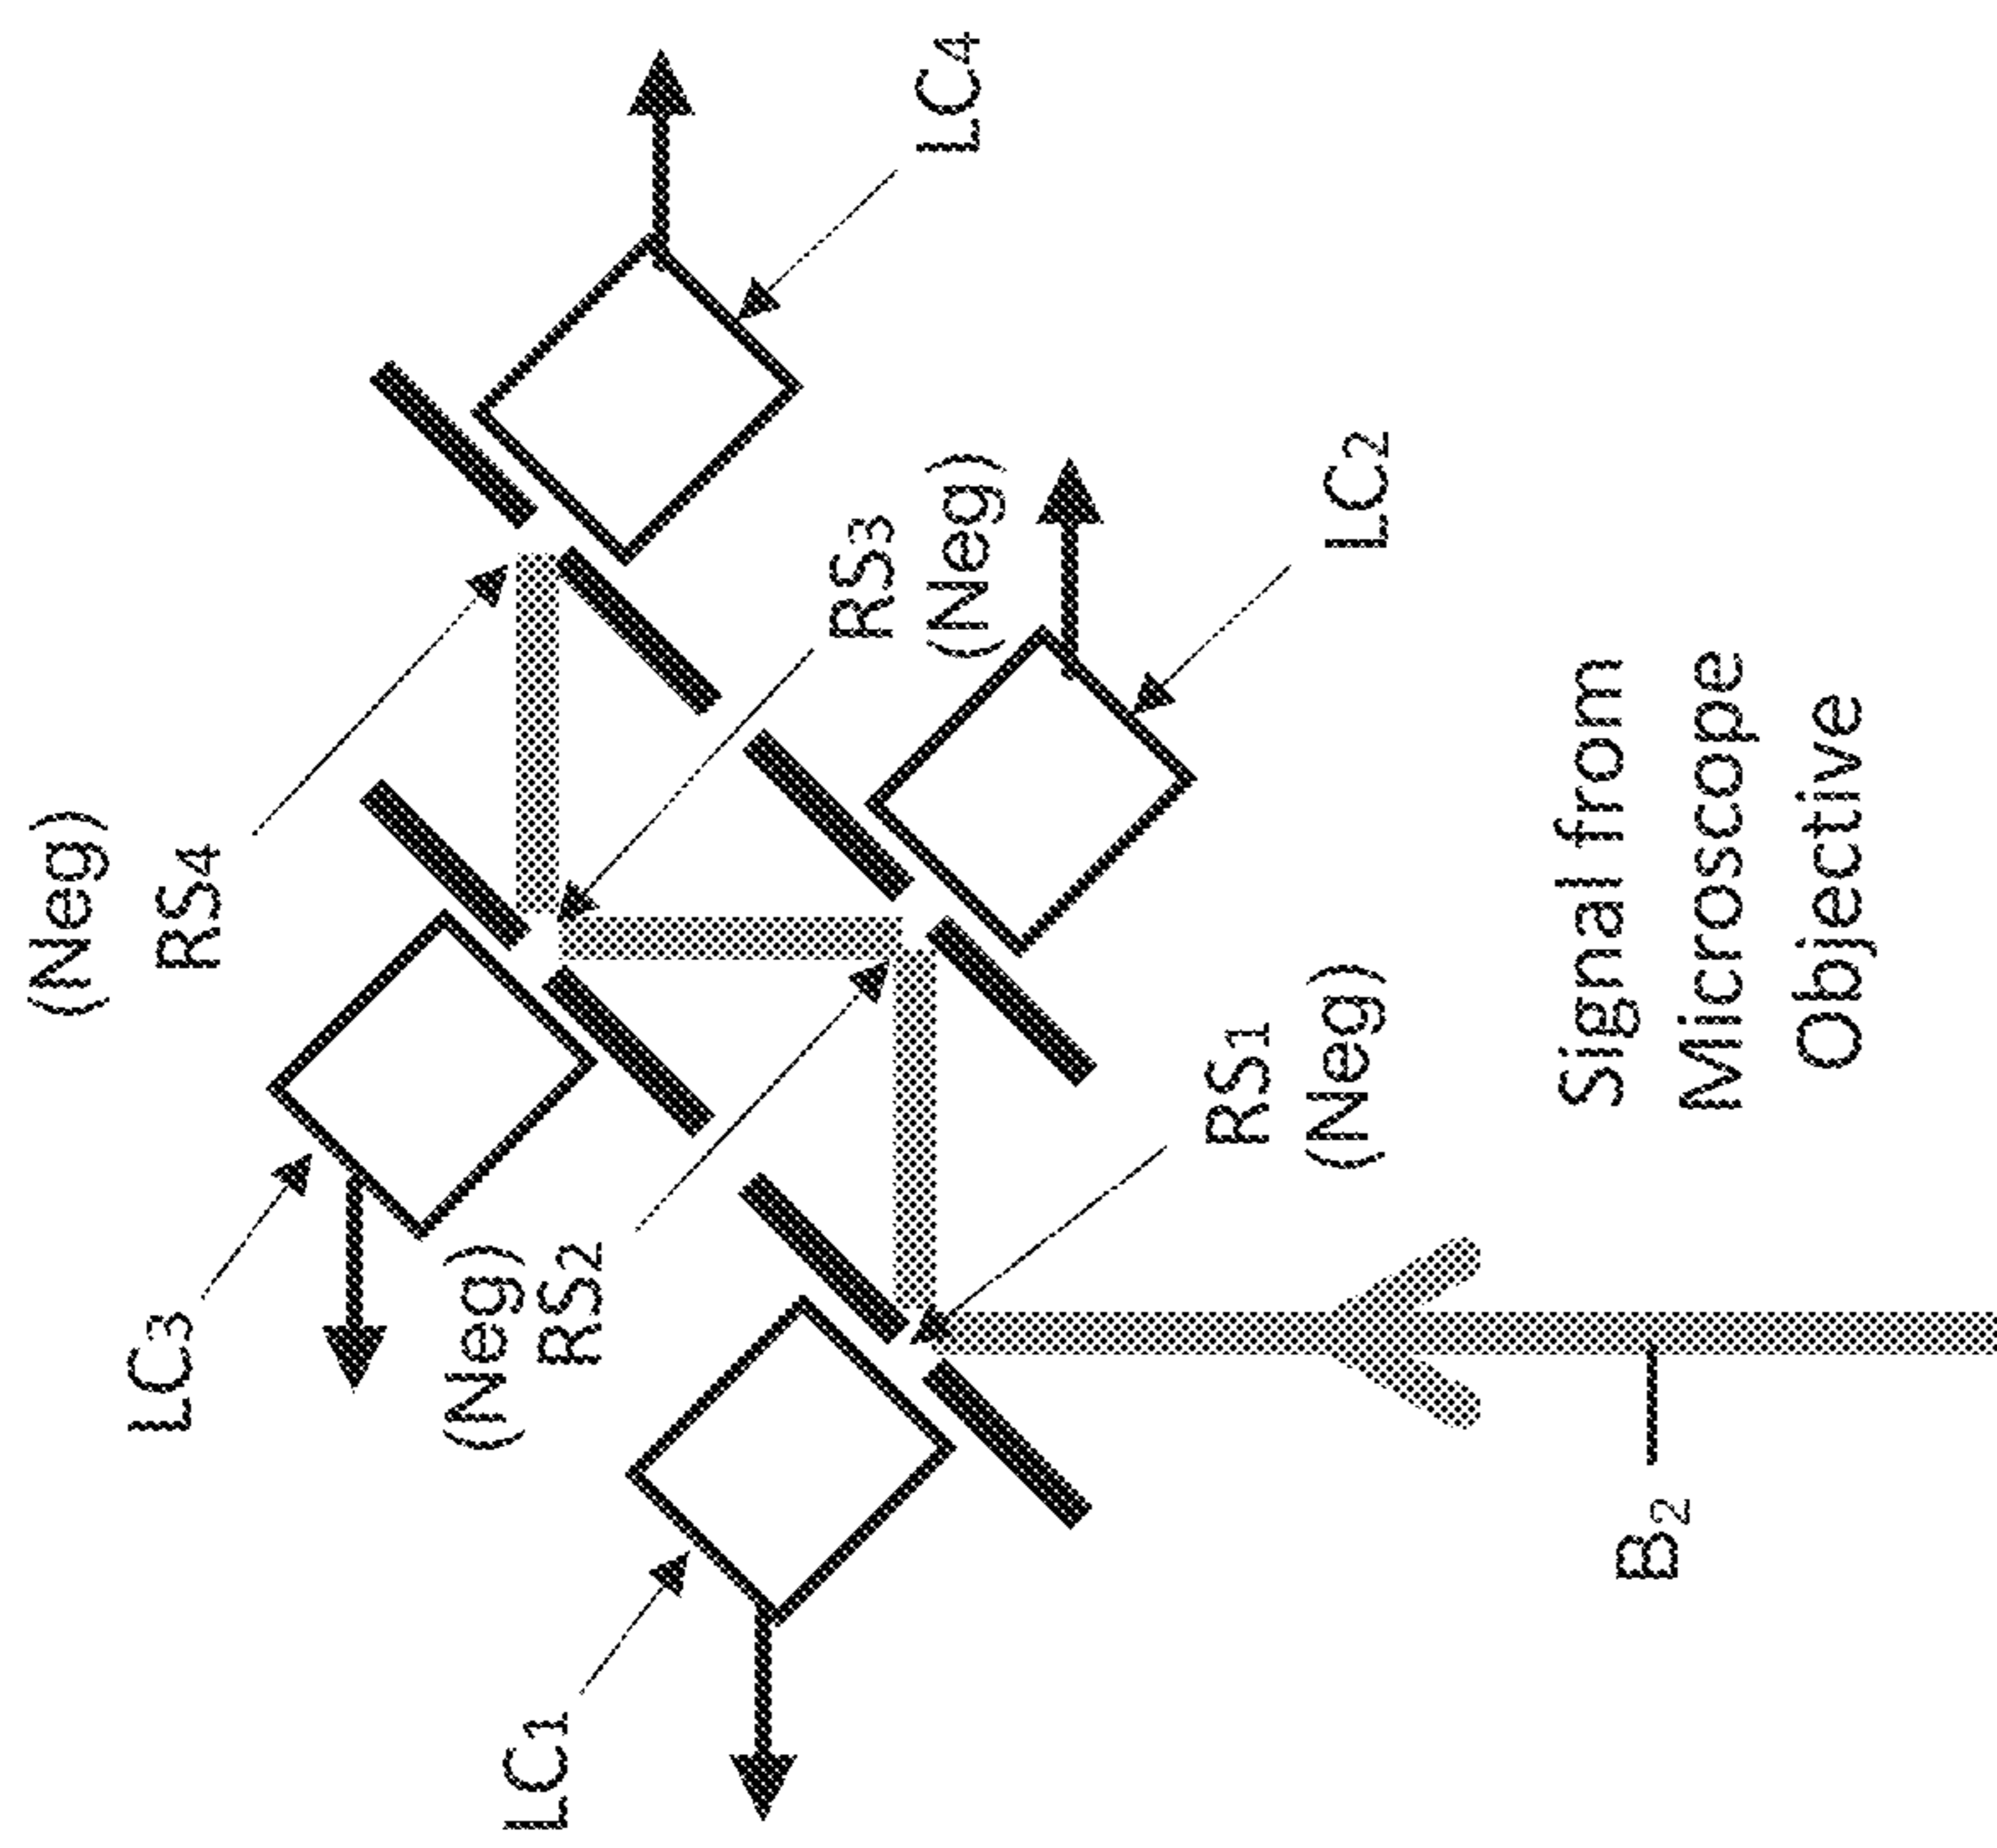 LC3
LC1
(Neg)
RS4
(Neg)
RS2
LC4
RS3
(Neg)
RS1
(Neg)
LC2
B2
Signal from
Microscope
Objective